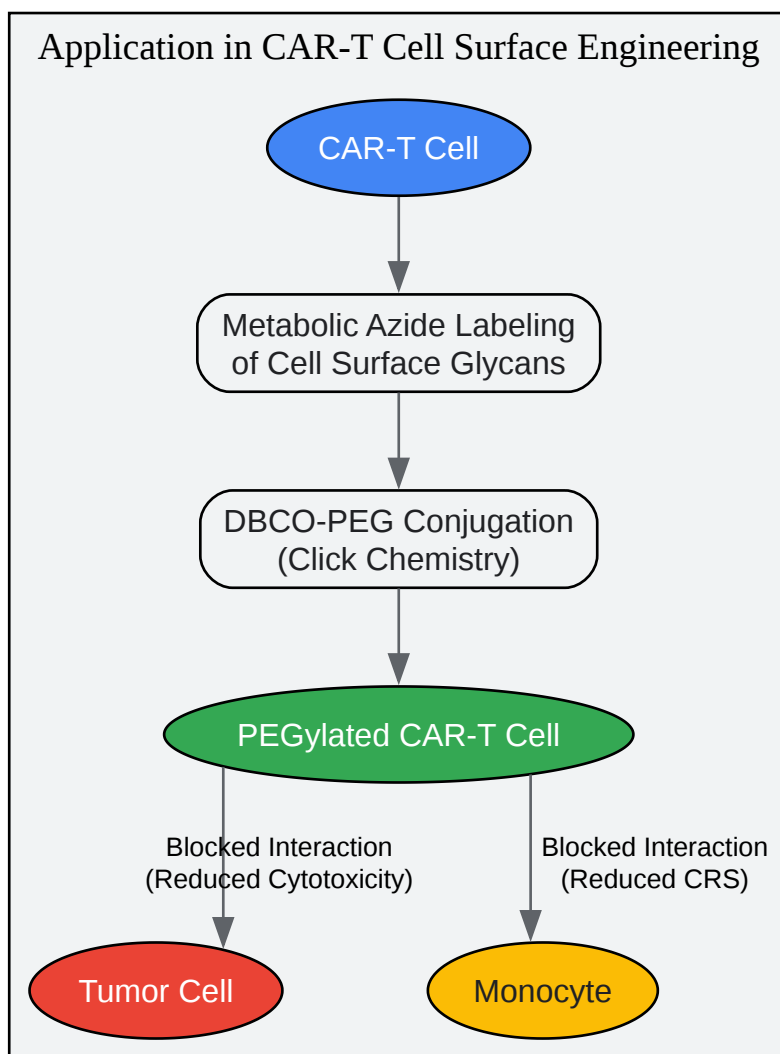 Application in CAR-T Cell Surface Engineering
CAR-T Cell
Metabolic Azide Labeling
of Cell Surface Glycans
DBCO-PEG Conjugation
(Click Chemistry)
PEGylated CAR-T Cell
Blocked Interaction
(Reduced Cytotoxicity)
Blocked Interaction
(Reduced CRS)
Tumor Cell
Monocyte